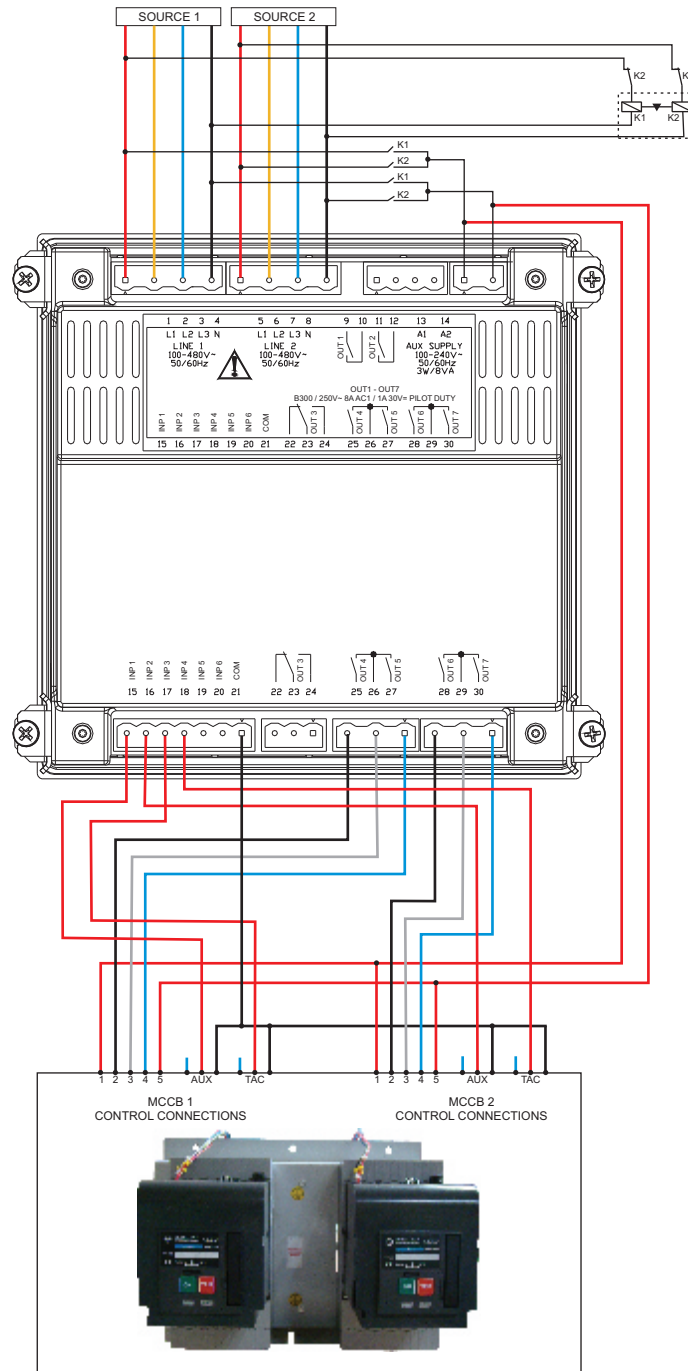 SOURCE 1 SOURCE 2
K2
K1 K2
K1
K2
K1
K2
1 2 3 4 5 6 7 8 9 10 11 12 13 14
L1 L2 L3 N L1 L2 L3 N OUT 1 OUT 2 A1 A2
LINE 1 LINE 2 AUX SUPPLY
100-480V~ 100-480V~ 100-240V~
50/60Hz 50/60Hz 50/60Hz
3W/8VA
OUT1 - OUT7
B300 / 250V~ 8A AC1 / 1A 30V= PILOT DUTY
INP 1 INP 2 INP 3 INP 4 INP 5 INP 6 COM OUT 3 OUT 4 OUT 5 OUT 6 OUT 7
15 16 17 18 19 20 21 22 23 24 25 26 27 28 29 30
INP 1 INP 2 INP 3 INP 4 INP 5 INP 6 COM OUT 3 OUT 4 OUT 5 OUT 6 OUT 7
15 16 17 18 19 20 21 22 23 24 25 26 27 28 29 30
1 2 3 4 5 AUX TAC 1 2 3 4 5 AUX TAC
MCCB 1 MCCB 2
CONTROL CONNECTIONS CONTROL CONNECTIONS